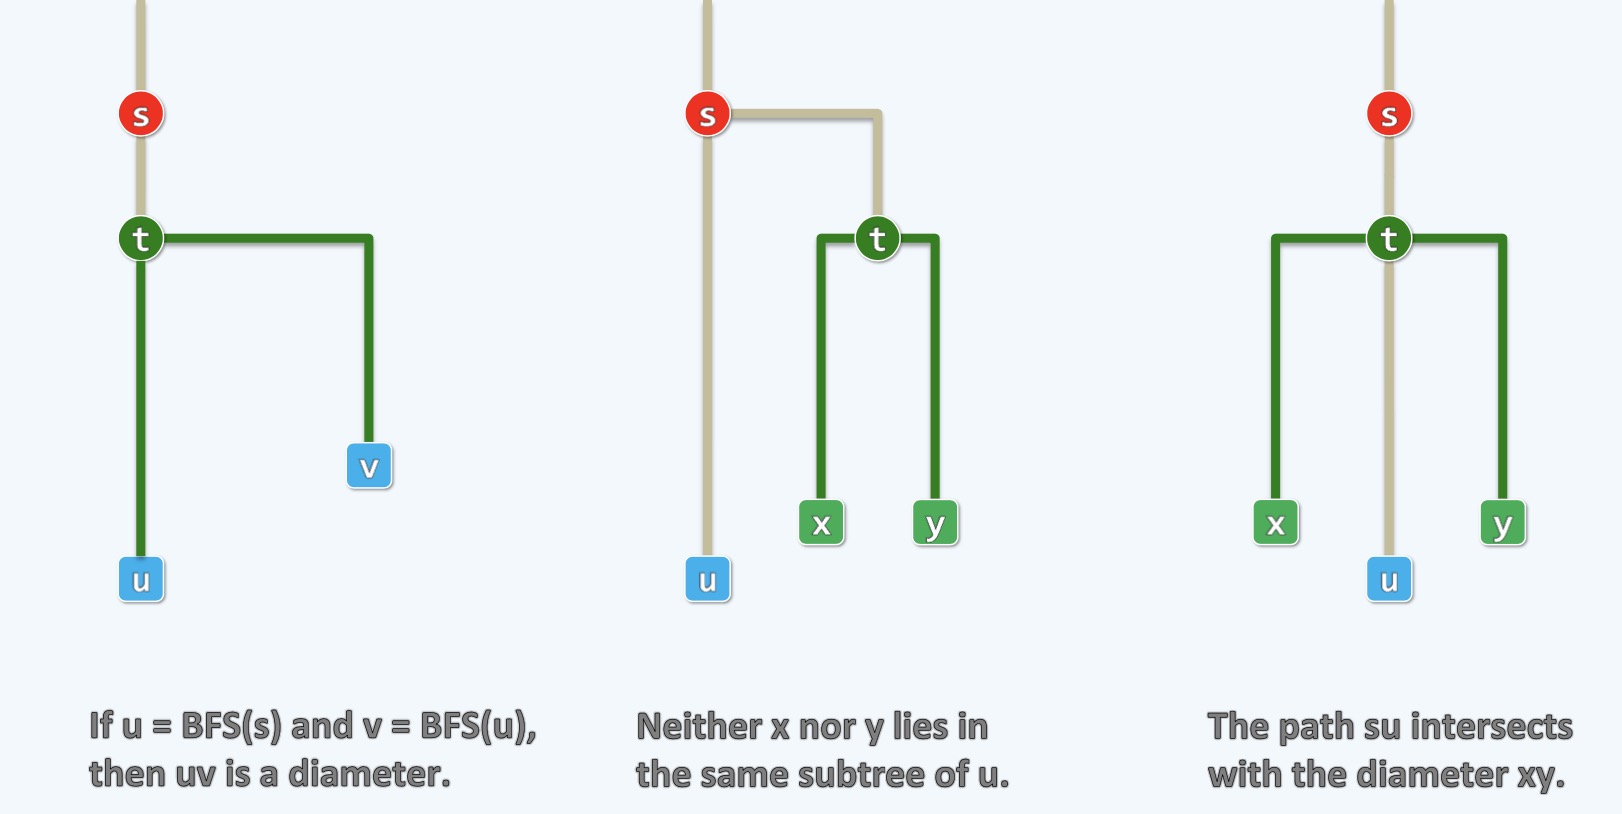 s
t
v
u
If u = BFS(s) and v = BFS(u),
then uv is a diameter.
s
t
x
y
u
Neither x nor y lies in
the same subtree of u.
s
t
x
y
u
The path su intersects
with the diameter xy.